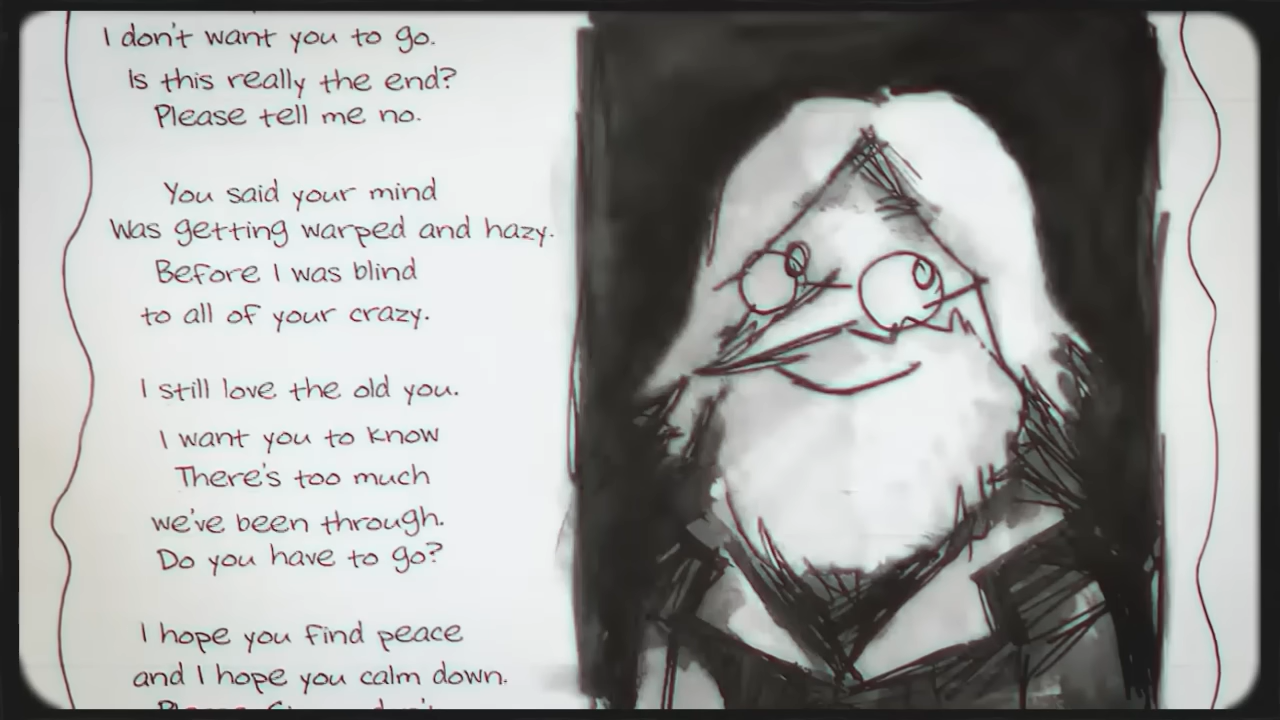 I don't want you to go.
Is this really the end?
Please tell me no.
You said your mind
Was getting warped and hazy.
Before I was blind
to all of your crazy.
I still love the old you.
I want you to know
There's too much
we've been through.
Do you have to go?
I hope you find peace
and I hope you calm down.